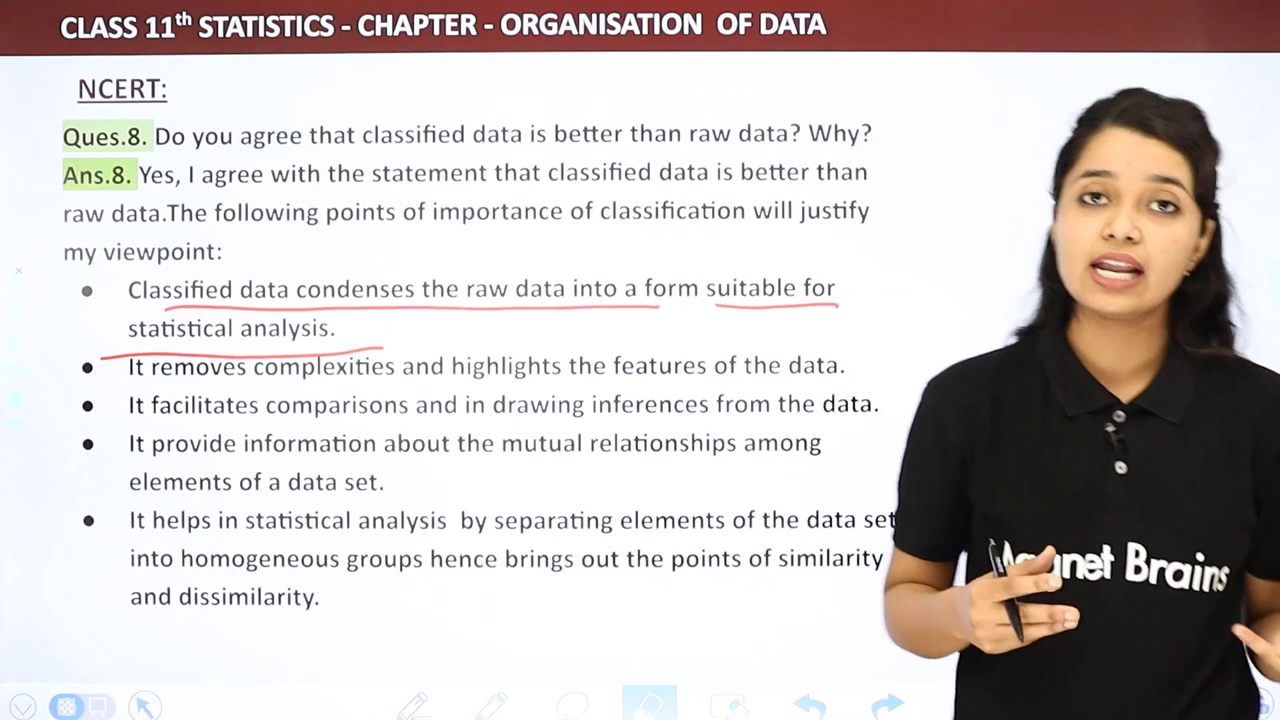 CLASS 11th STATISTICS - CHAPTER - ORGANISATION OF DATA
NCERT:
Ques.8. Do you agree that classified data is better than raw data? Why?
Ans.8. Yes, I agree with the statement that classified data is better than
raw data.The following points of importance of classification will justify
my viewpoint:
Classified data condenses the raw data into a form suitable for
statistical analysis.
It removes complexities and highlights the features of the data.
It facilitates comparisons and in drawing inferences from the data.
It provide information about the mutual relationships among
elements of a data set.
It helps in statistical analysis by separating elements of the data set
into homogeneous groups hence brings out the points of similarity
and dissimilarity.
Brains